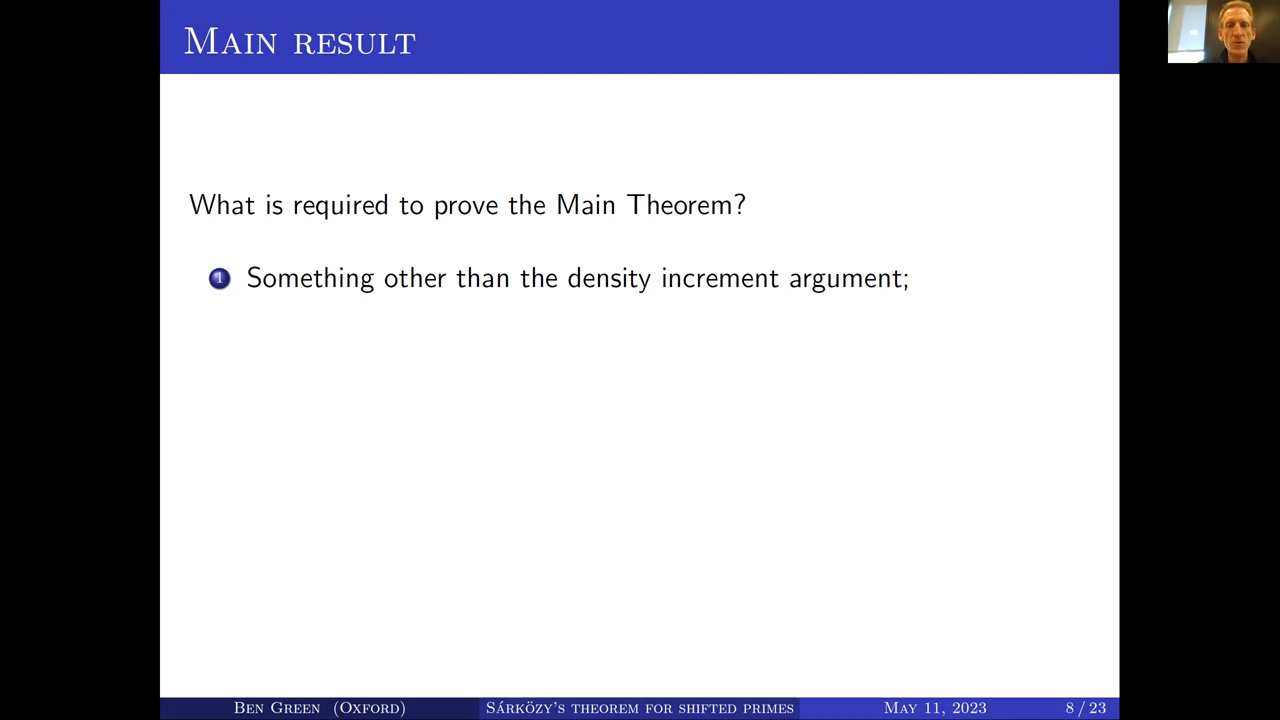 MAIN RESULT
What is required to prove the Main Theorem?
1 Something other than the density increment argument;
BEN GREEN (OXFORD) SÁRKÖZY'S THEOREM FOR SHIFTED PRIMES MAY 11, 2023 8 / 23